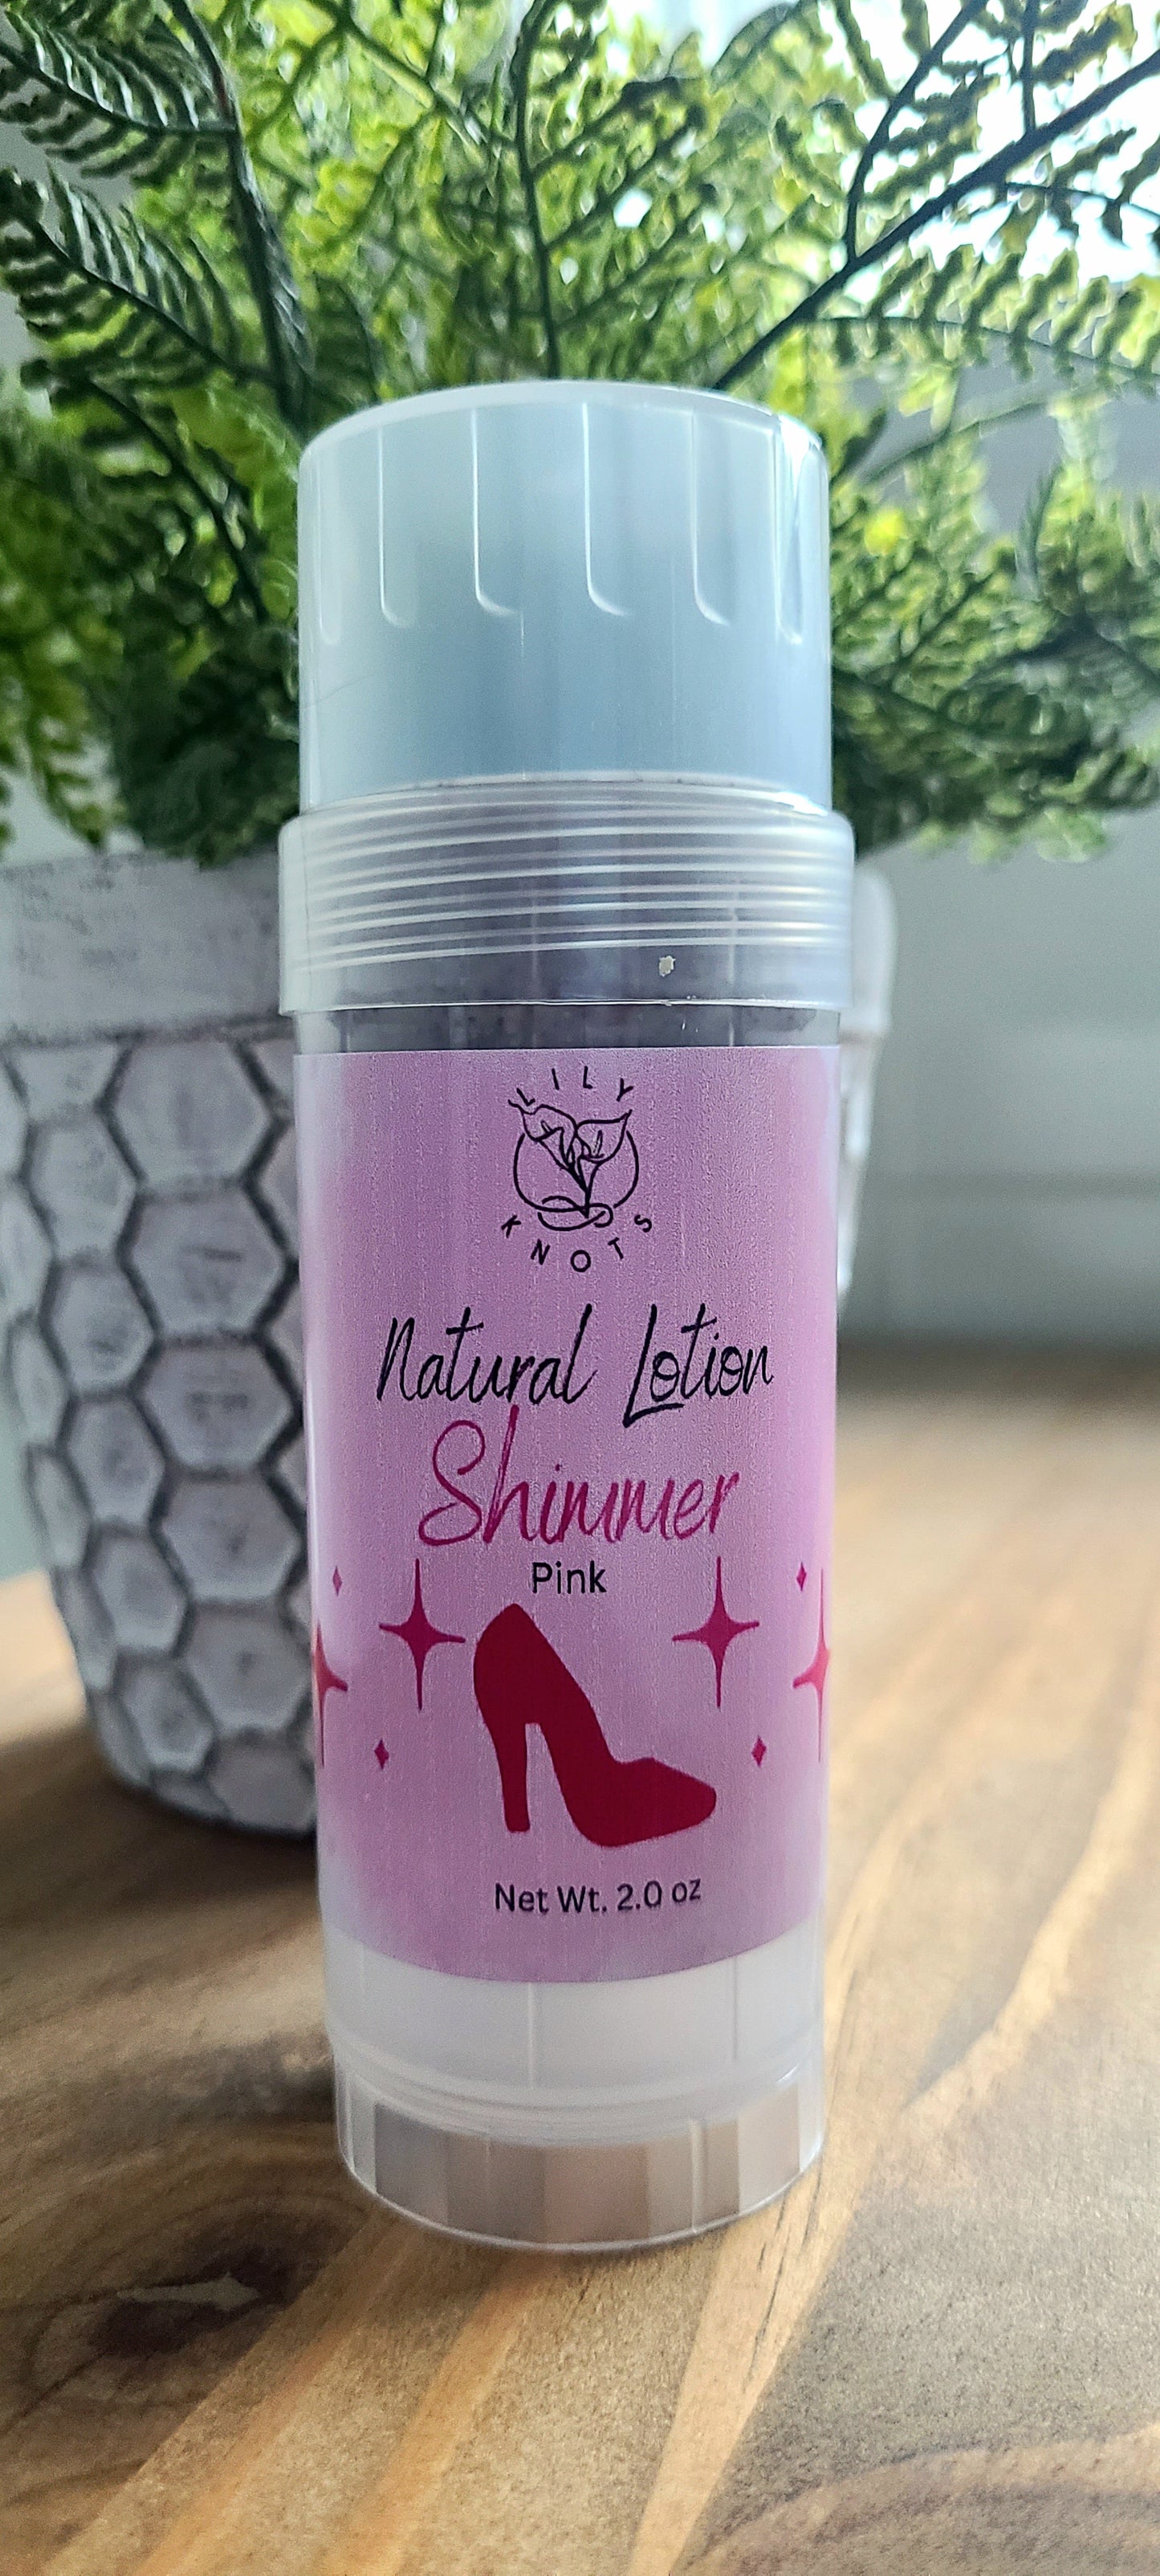 LILY
KNOTS
Natural Lotion
Shimmer
Pink
Net Wt. 2.0 oz